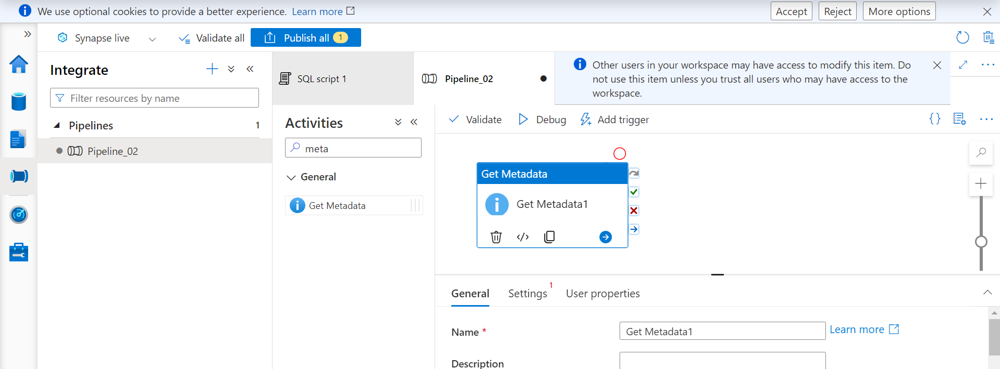 We use optional cookies to provide a better experience. Learn more
Accept
Reject
More options
Synapse live
Validate all
Publish all 1
Integrate
Filter resources by name
Pipelines 1
Pipeline_02
SQL script 1
Pipeline_02
Other users in your workspace may have access to modify this item. Do
not use this item unless you trust all users who may have access to the
workspace.
Activities
meta
General
Get Metadata
Validate
Debug
Add trigger
Get Metadata
Get Metadata1
General
Settings 1
User properties
Name *
Get Metadata1
Learn more
Description